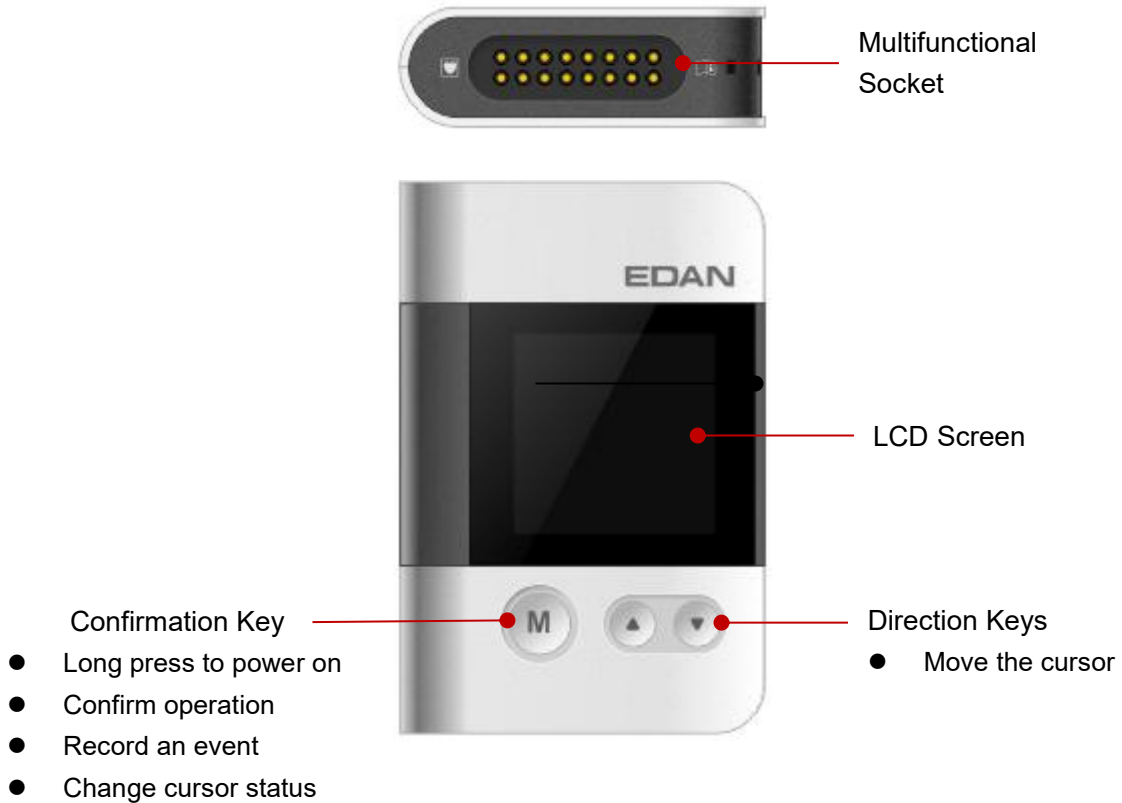 Multifunctional
Socket
EDAN
LCD Screen
M
Confirmation Key
● Long press to power on
● Confirm operation
● Record an event
● Change cursor status
Direction Keys
● Move the cursor